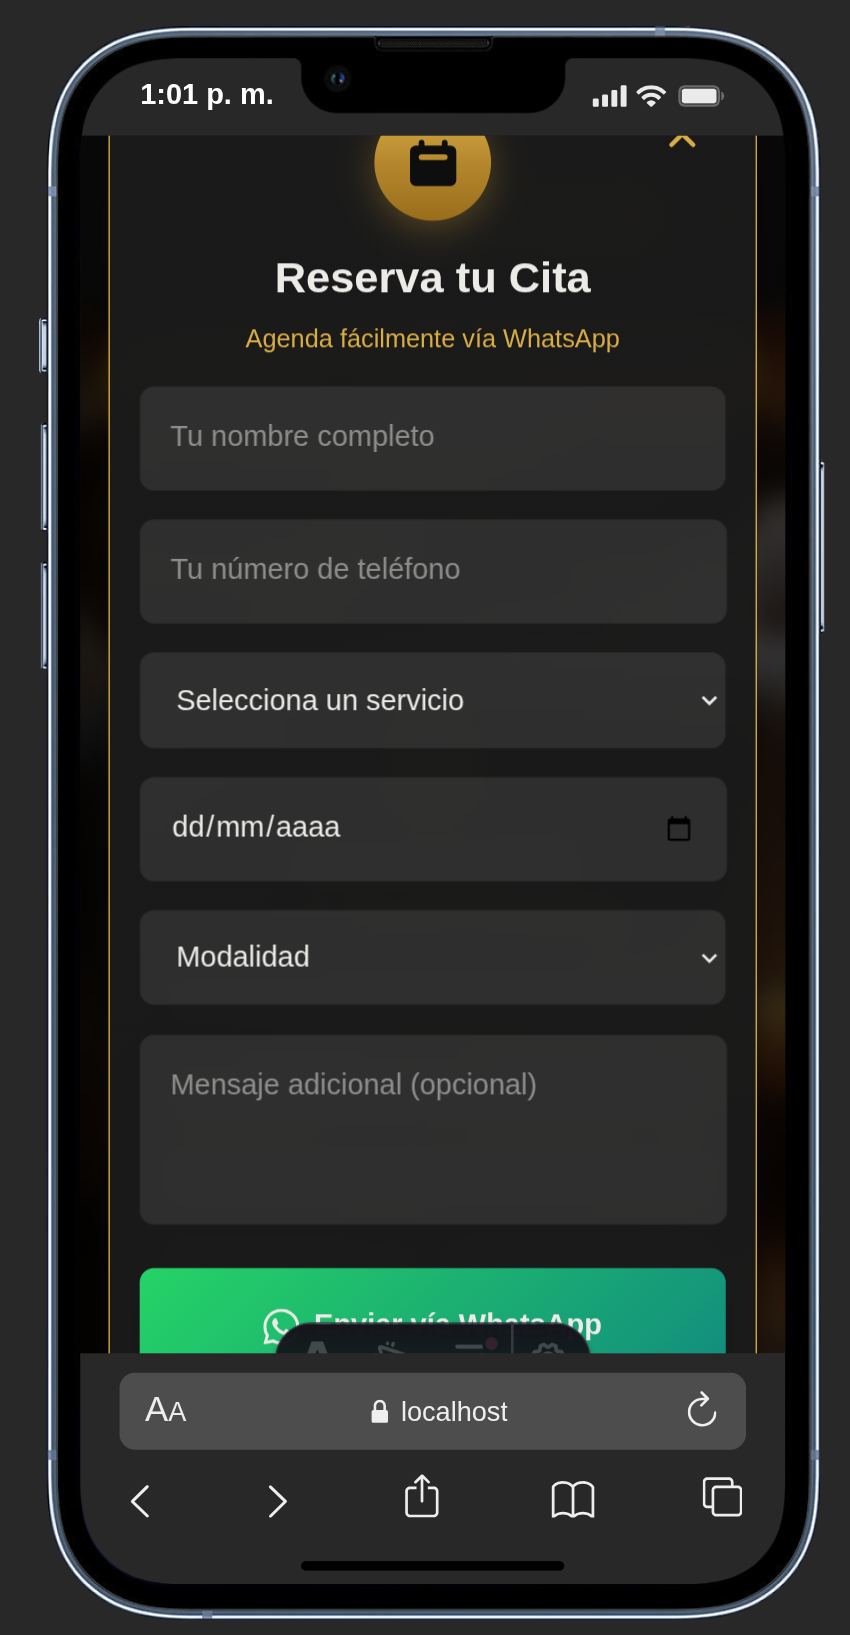 1:01 p. m.
Reserva tu Cita
Agenda fácilmente vía WhatsApp
Tu nombre completo
Tu número de teléfono
Selecciona un servicio
dd/mm/aaaa
Modalidad
Mensaje adicional (opcional)
Enviar vía WhatsApp
AA localhost